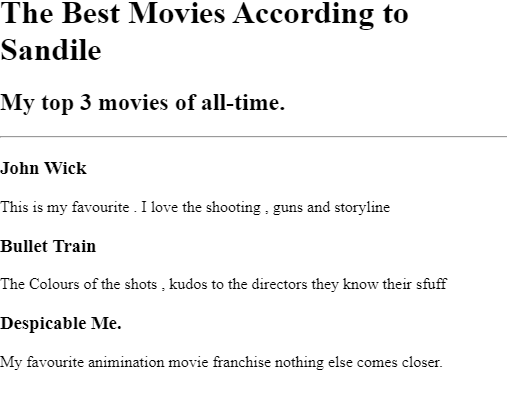 The Best Movies According to
Sandile
My top 3 movies of all-time.
John Wick
This is my favourite . I love the shooting , guns and storyline
Bullet Train
The Colours of the shots , kudos to the directors they know their sfuff
Despicable Me.
My favourite animination movie franchise nothing else comes closer.